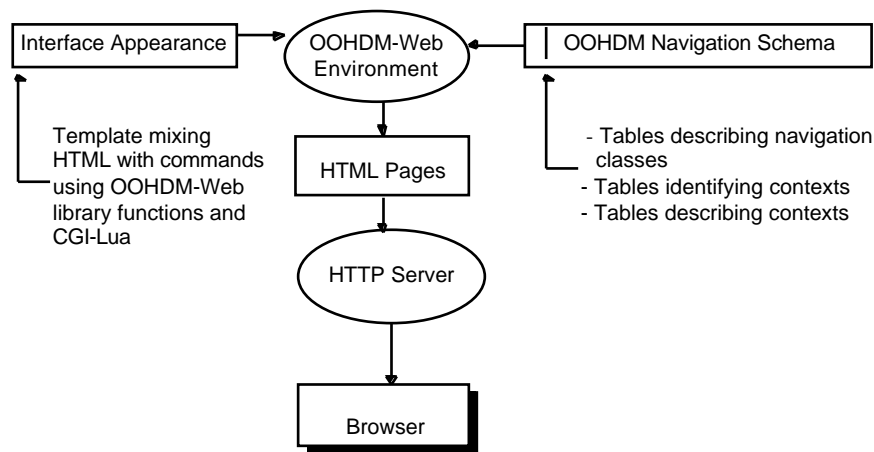 Interface Appearance
OOHDM-Web
Environment
OOHDM Navigation Schema
Template mixing
HTML with commands
using OOHDM-Web
library functions and
CGI-Lua
- Tables describing navigation
classes
- Tables identifying contexts
- Tables describing contexts
HTML Pages
HTTP Server
Browser